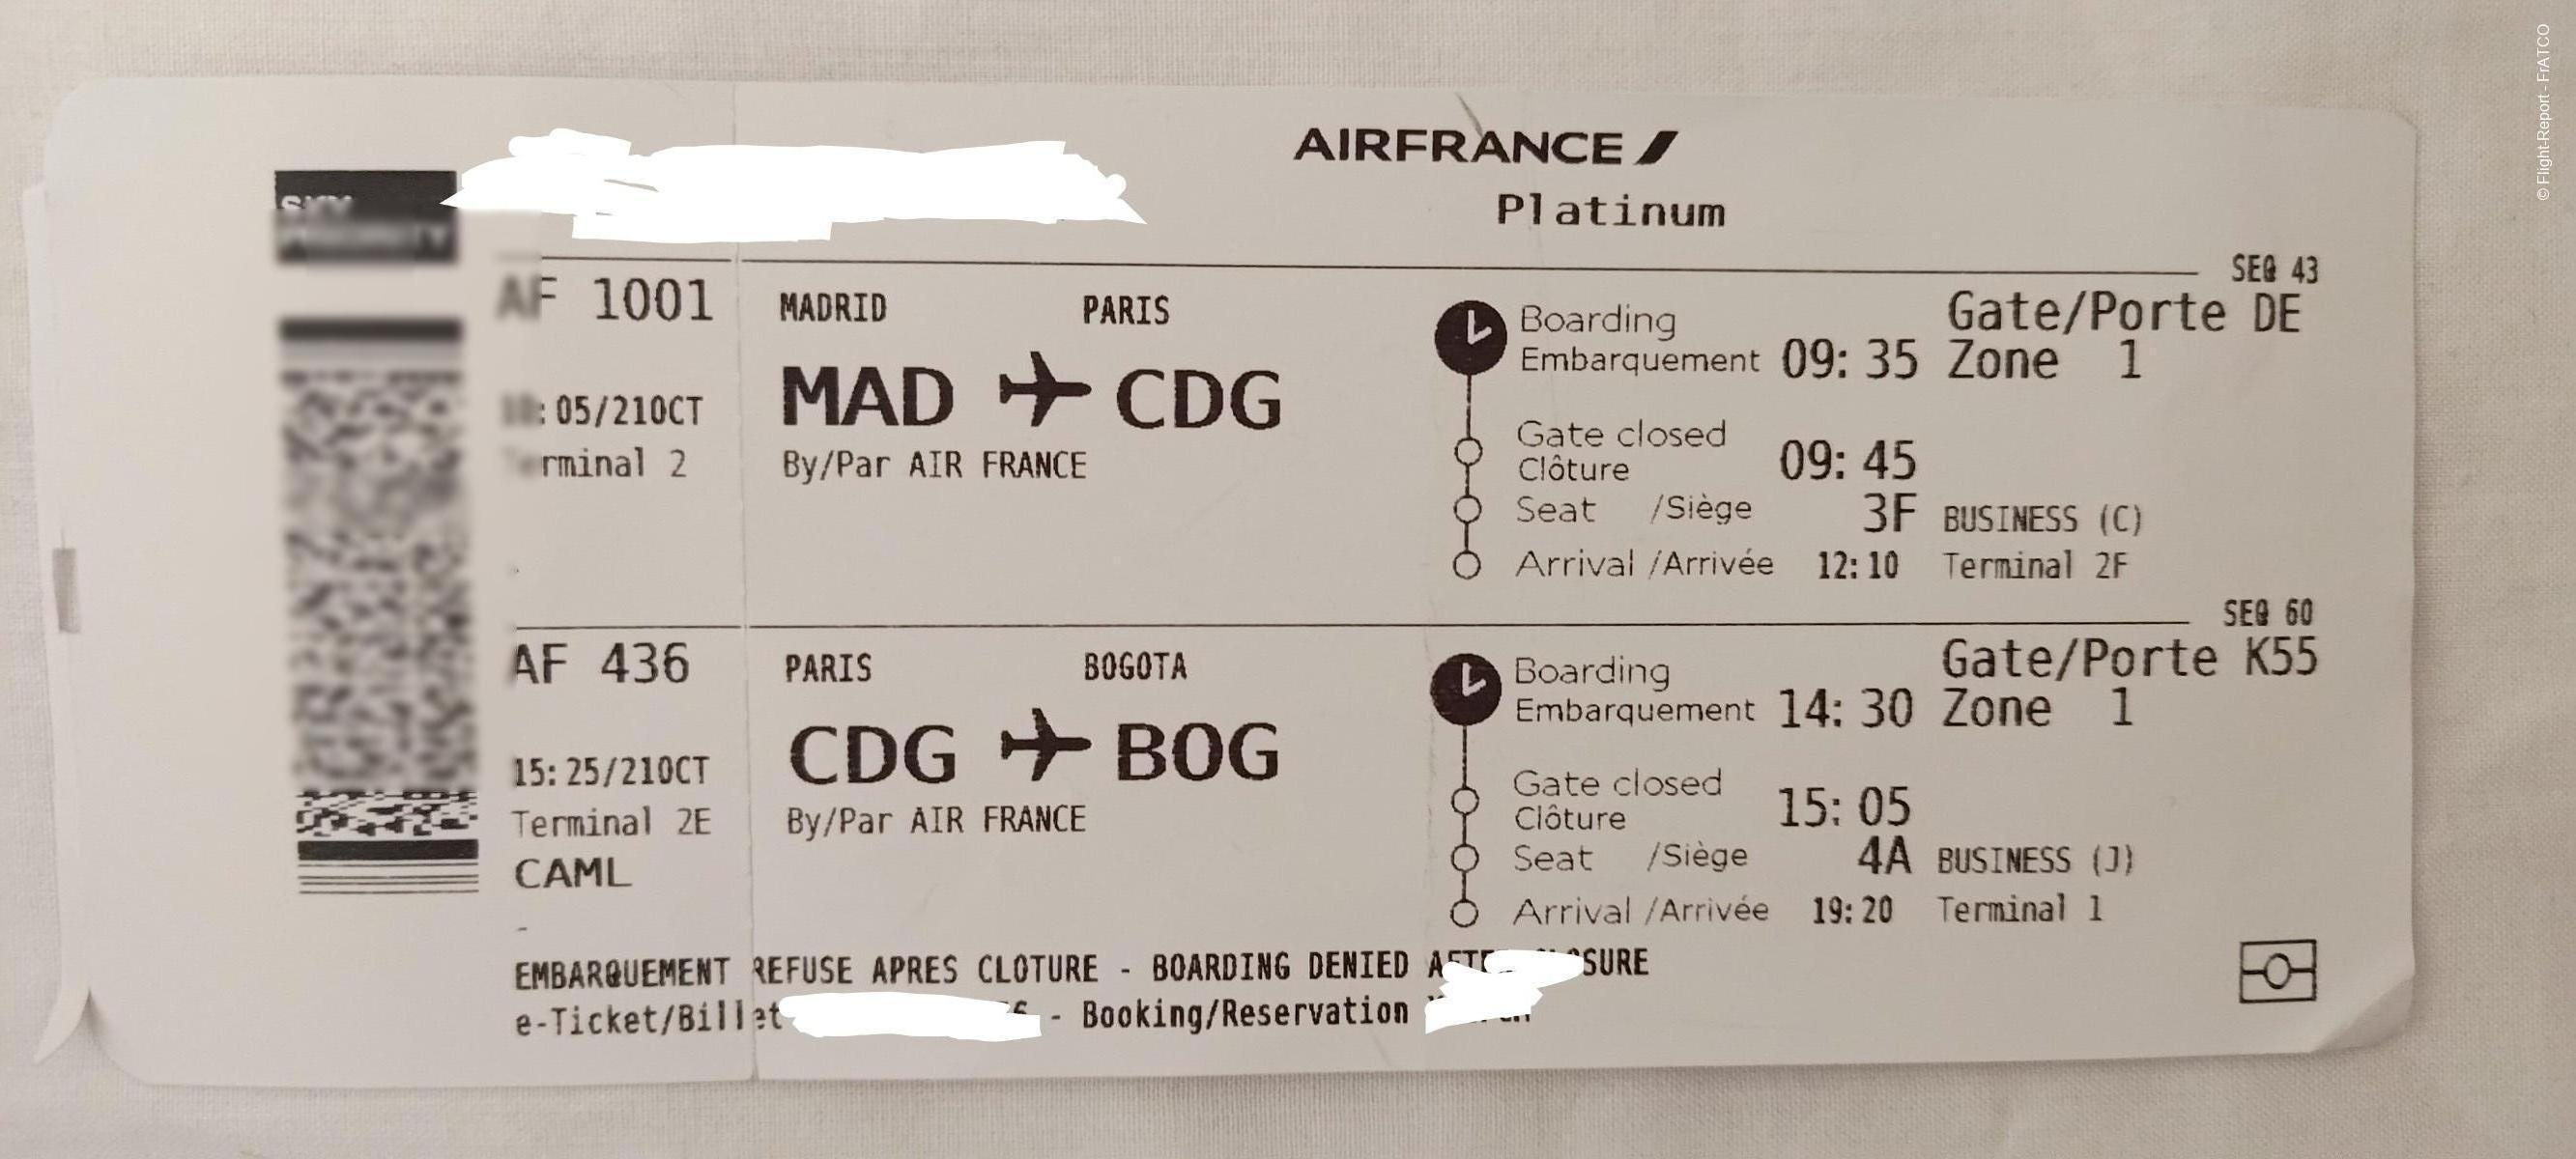 © Flight-Report - FrATCO
AIRFRANCE
Platinum
SKY
PRIORITY
SEQ 43
AF 1001
MADRID PARIS
Boarding
Embarquement 09:35
Gate/Porte DE
Zone 1
MAD CDG
:05/21OCT
Terminal 2
By/Par AIR FRANCE
Gate closed
Clôture 09:45
Seat /Siège 3F BUSINESS (C)
Arrival /Arrivée 12:10 Terminal 2F
SEQ 60
AF 436
PARIS BOGOTA
Boarding
Embarquement 14:30
Gate/Porte K55
Zone 1
CDG BOG
15:25/21OCT
Terminal 2E
By/Par AIR FRANCE
CAML
Gate closed
Clôture 15:05
Seat /Siège 4A BUSINESS (J)
Arrival /Arrivée 19:20 Terminal 1
-
EMBARQUEMENT REFUSE APRES CLOTURE - BOARDING DENIED
e-Ticket/Billet - Booking/Reservation